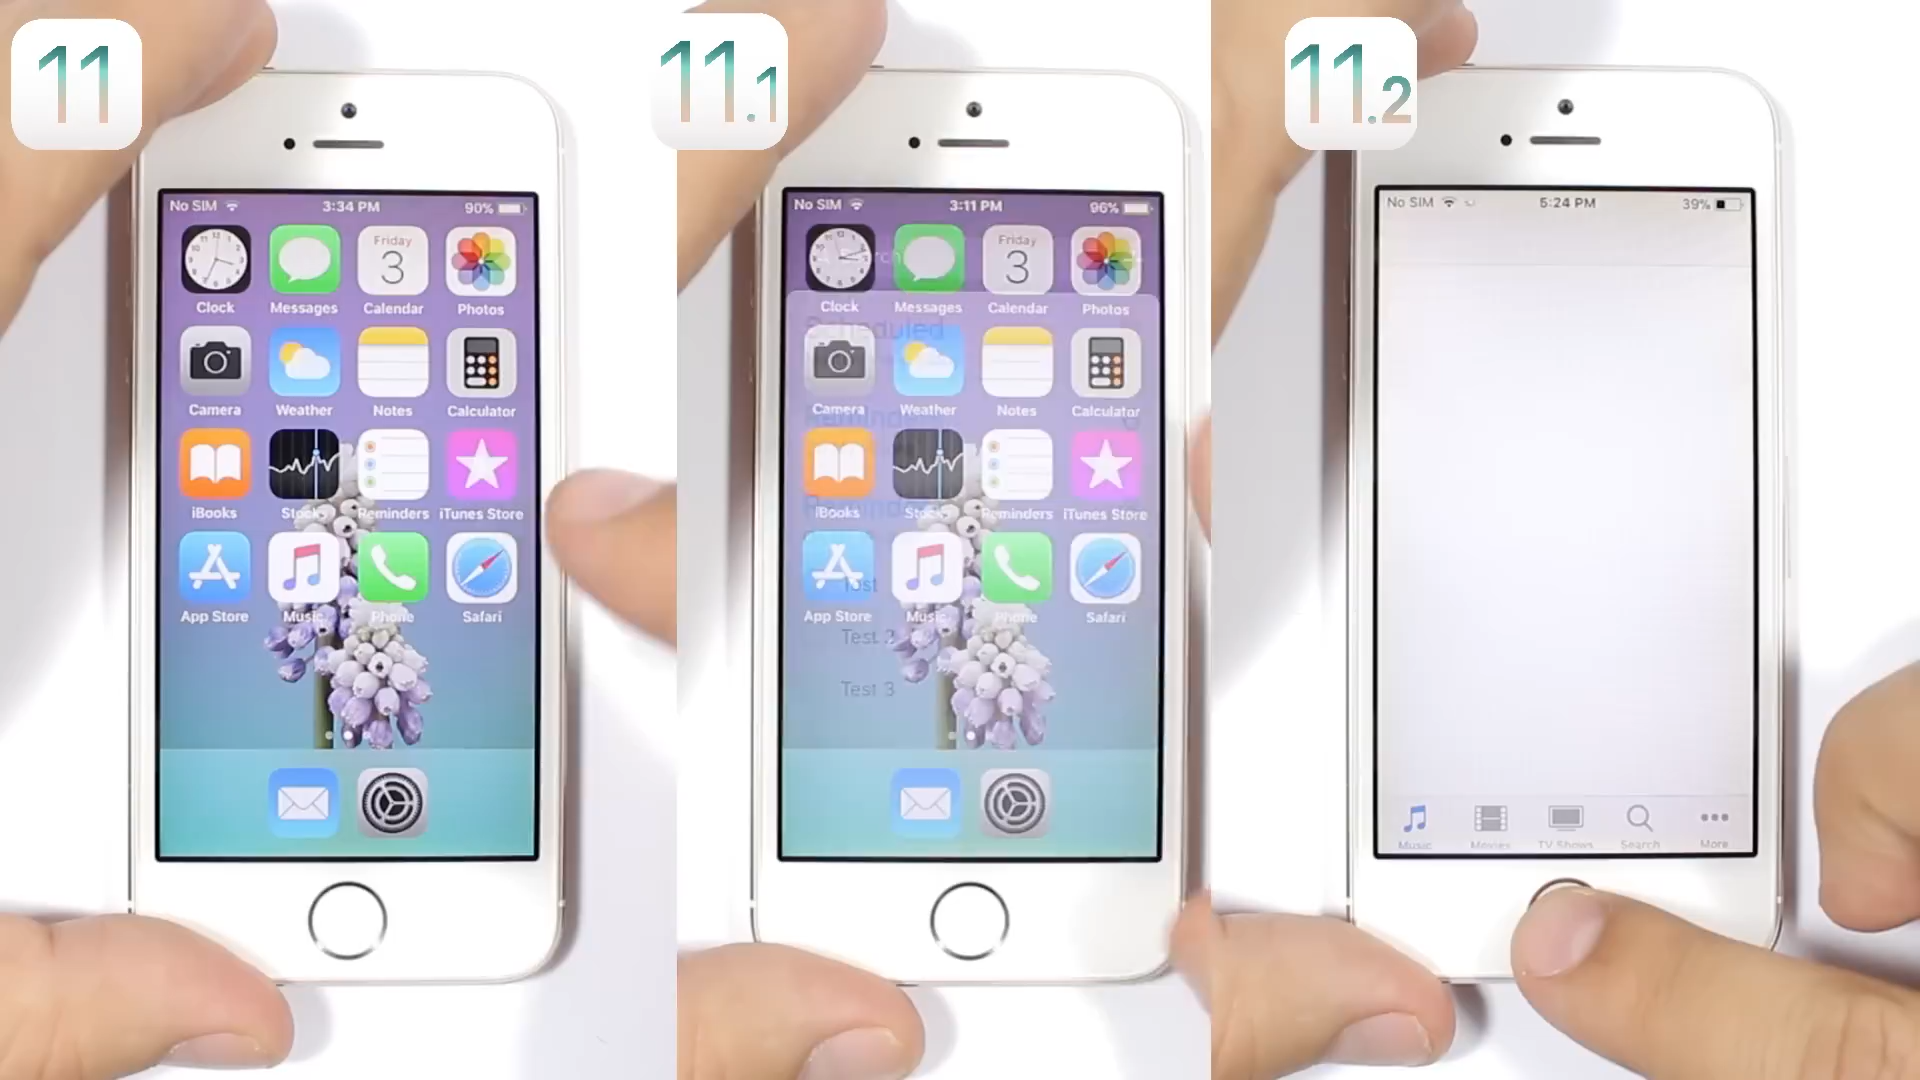 11
No SIM 3:34 PM 90%
Friday
3
Clock Messages Calendar Photos
Camera Weather Notes Calculator
iBooks Stocks Reminders iTunes Store
App Store Music Phone Safari
11.1
No SIM 3:11 PM 96%
Friday
3
Search
Clock Messages Calendar Photos
Scheduled
Camera Weather Notes Calculator
iBooks Stocks Reminders iTunes Store
App Store Music Phone Safari
Test 2
Test 3
11.2
No SIM 5:24 PM 39%
Music Movies TV Shows Search More